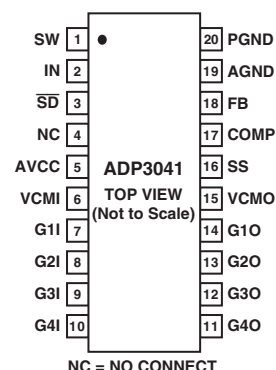 SW 1 20 PGND
IN 2 19 AGND
SD 3 18 FB
NC 4 17 COMP
AVCC 5 ADP3041 16 SS
VCMI 6 TOP VIEW 15 VCMO
(Not to Scale)
G1I 7 14 G1O
G2I 8 13 G2O
G3I 9 12 G3O
G4I 10 11 G4O
NC = NO CONNECT